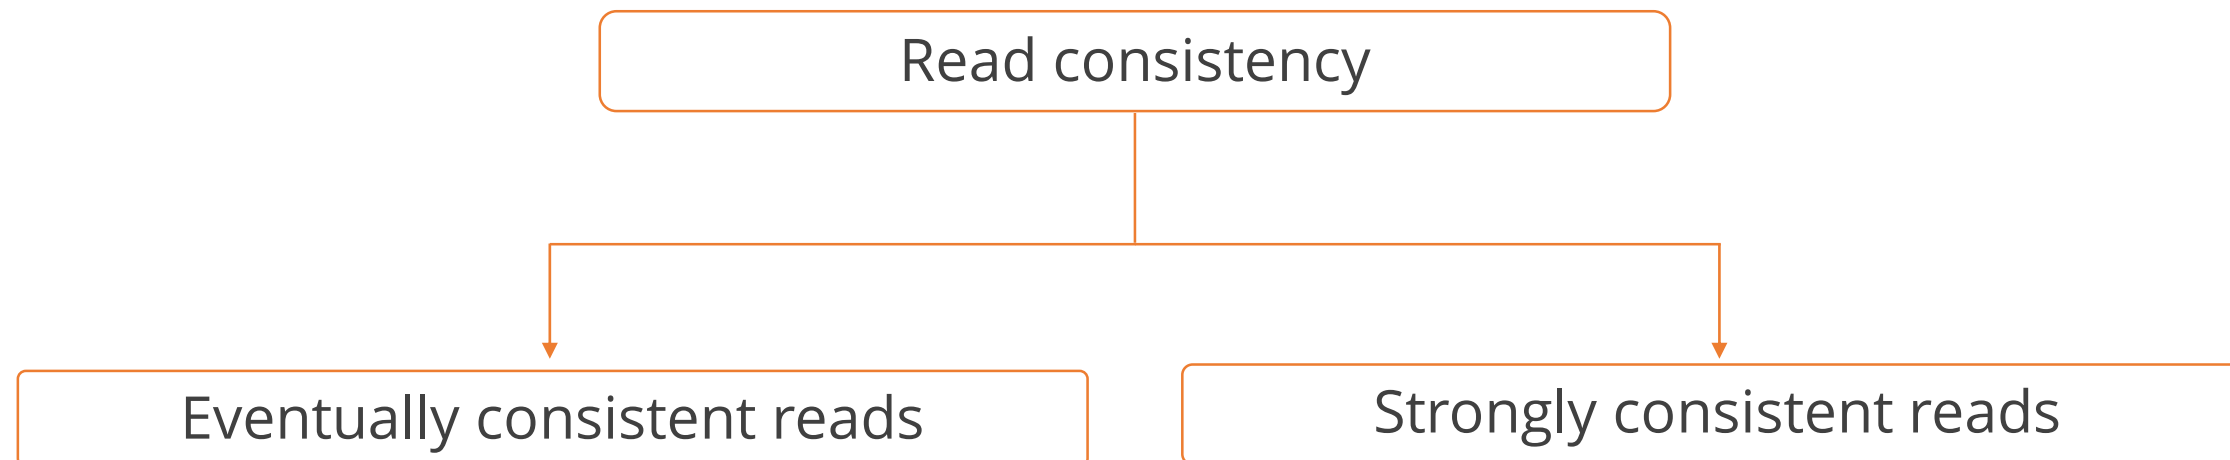 Read consistency
Eventually consistent reads
Strongly consistent reads